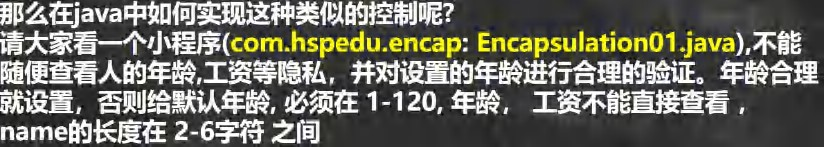 那么在java中如何实现这种类似的控制呢?
请大家看一个小程序(com.hspedu.encap: Encapsulation01.java),不能
随便查看人的年龄,工资等隐私，并对设置的年龄进行合理的验证。年龄合理
就设置，否则给默认年龄, 必须在 1-120, 年龄， 工资不能直接查看 ，
name的长度在 2-6字符 之间